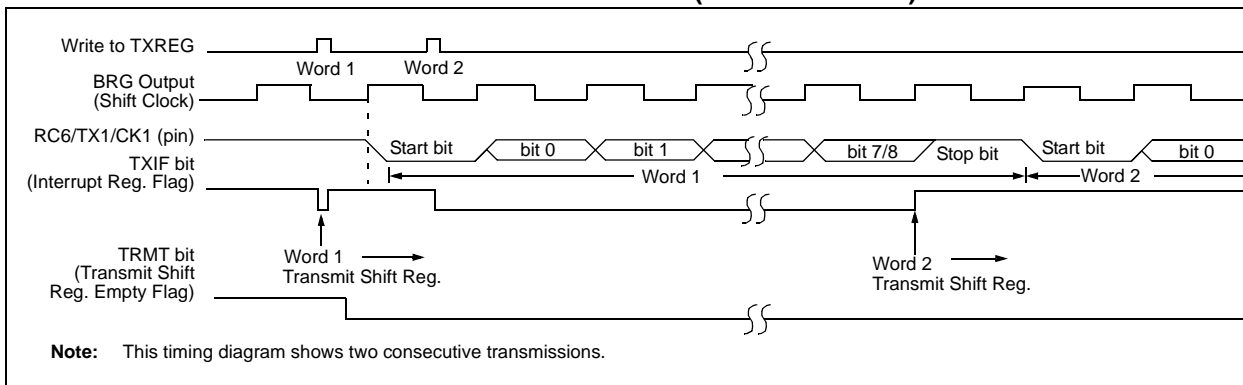 Write to TXREG
Word 1
Word 2
BRG Output
(Shift Clock)
RC6/TX1/CK1 (pin)
Start bit
bit 0
bit 1
bit 7/8
Stop bit
Start bit
bit 0
TXIF bit
(Interrupt Reg. Flag)
Word 1
Word 2
Word 1
Transmit Shift Reg.
Word 2
Transmit Shift Reg.
TRMT bit
(Transmit Shift
Reg. Empty Flag)
Note: This timing diagram shows two consecutive transmissions.